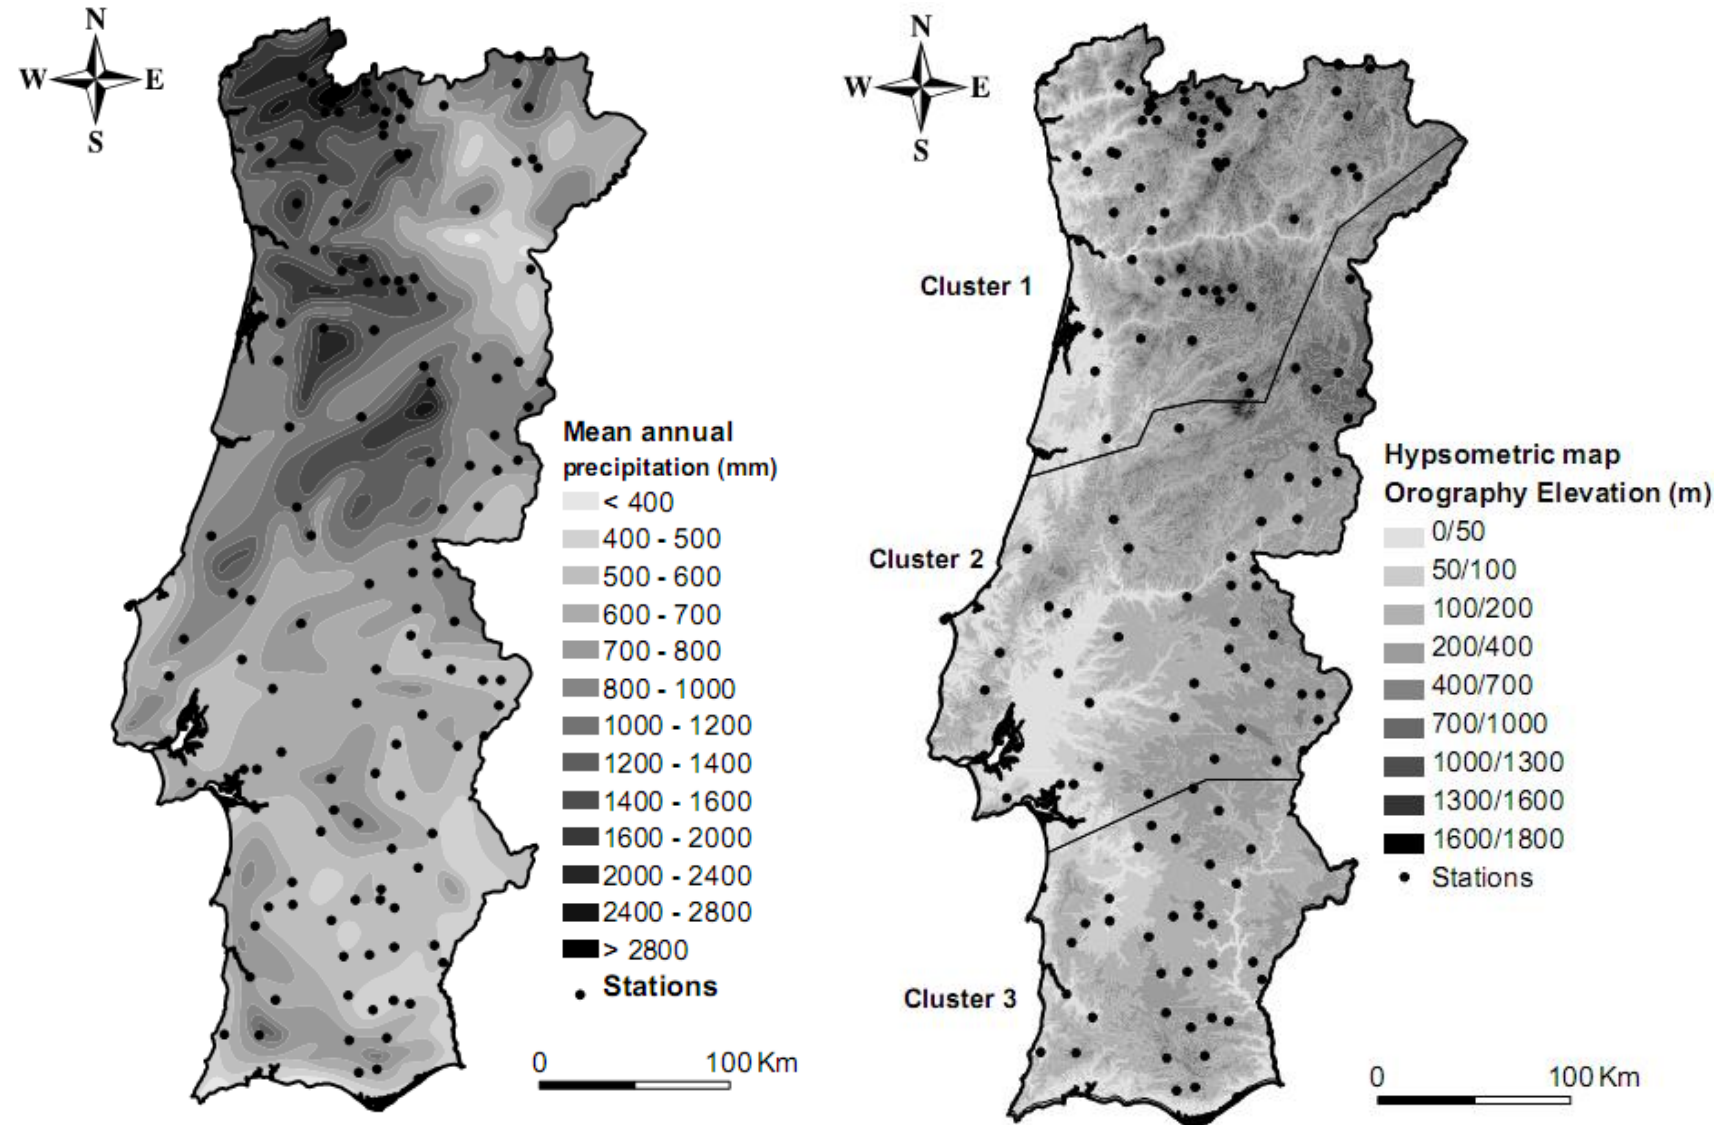 N
W E
S
Mean annual
precipitation (mm)
< 400
400 - 500
500 - 600
600 - 700
700 - 800
800 - 1000
1000 - 1200
1200 - 1400
1400 - 1600
1600 - 2000
2000 - 2400
2400 - 2800
> 2800
Stations
0 100 Km
N
W E
S
Cluster 1
Cluster 2
Cluster 3
Hypsometric map
Orography Elevation (m)
0/50
50/100
100/200
200/400
400/700
700/1000
1000/1300
1300/1600
1600/1800
Stations
0 100 Km